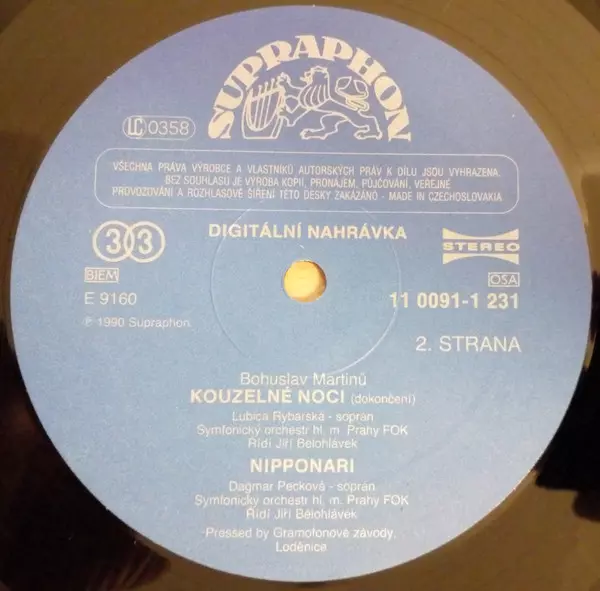 SUPRAPHON
LC 0358
VŠECHNA PRÁVA VÝROBCE A VLASTNÍKŮ AUTORSKÝCH PRÁV K DÍLU JSOU VYHRAZENA.
BEZ SOUHLASU JE VÝROBA KOPIÍ, PRONÁJEM, PŮJČOVÁNÍ, VEŘEJNÉ
PROVOZOVÁNÍ A ROZHLASOVÉ ŠÍŘENÍ TÉTO DESKY ZAKÁZÁNO - MADE IN CZECHOSLOVAKIA
33
DIGITÁLNÍ NAHRÁVKA
STEREO
BIEM
OSA
E 9160
11 0091-1 231
℗ 1990 Supraphon
2. STRANA
Bohuslav Martinů
KOUZELNÉ NOCI (dokončení)
Ľubica Rybárska - soprán
Symfonický orchestr hl. m. Prahy FOK
Řídí Jiří Bělohlávek
NIPPONARI
Dagmar Pecková - soprán
Symfonický orchestr hl. m. Prahy FOK
Řídí Jiří Bělohlávek
Pressed by Gramofonové závody,
Loděnice